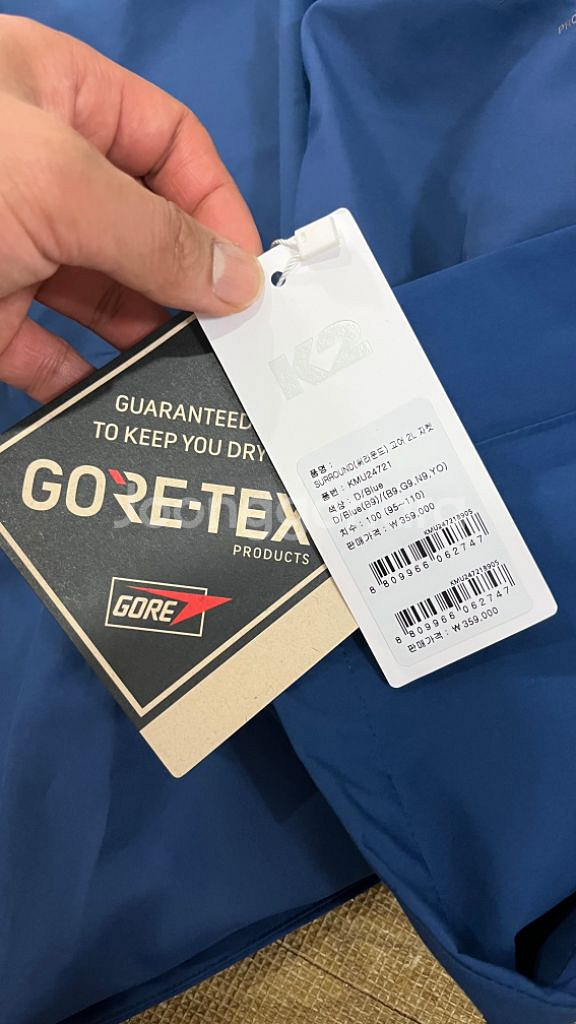 GUARANTEED
TO KEEP YOU DRY
GORE-TEX
PRODUCTS
GORE
K2
품명 :
SURROUND(써라운드) 고어 2L 자켓
품번 : KMU24721
색상 : D/Blue
D/Blue(B9)/(B9,G9,N9,YO)
치수 : 100 (95~110)
판매가격 : ₩359,000
KMU247218905
8 809966 062747
KMU247218905
8 809966 062747
판매가격 : ₩359,000